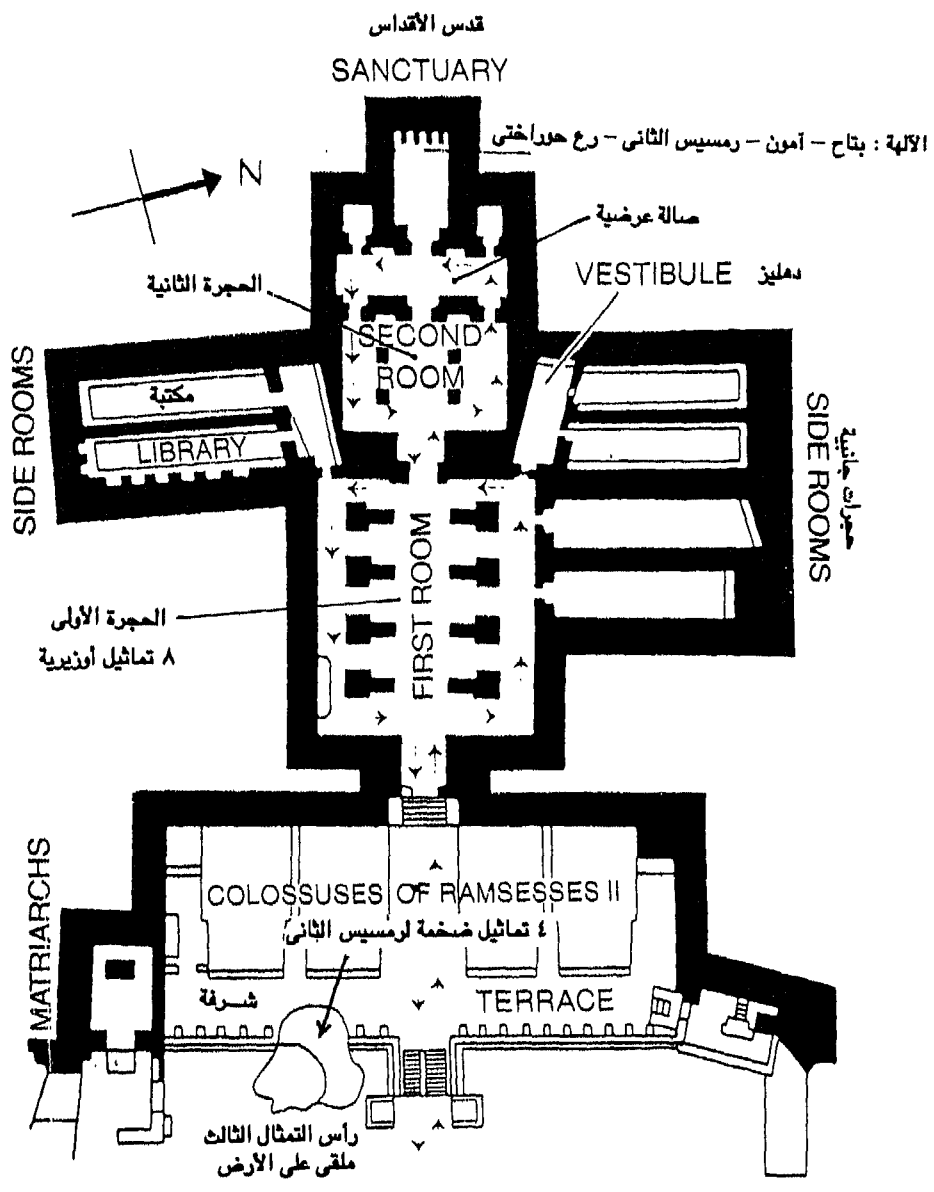 قدس الأقداس
SANCTUARY
الآلهة : بتاح – آمون – رمسيس الثانى – رع حوراختى
N
صالة عرضية
VESTIBULE دهليز
الحجرة الثانية
SECOND
ROOM
SIDE ROOMS
مكتبة
LIBRARY
حجرات جانبية
SIDE ROOMS
FIRST ROOM
الحجرة الأولى
٨ تماثيل أوزيرية
MATRIARCHS
COLOSSUSES OF RAMSESSES II
٤ تماثيل ضخمة لرمسيس الثانى
شرفة
TERRACE
رأس التمثال الثالث
ملقى على الأرض